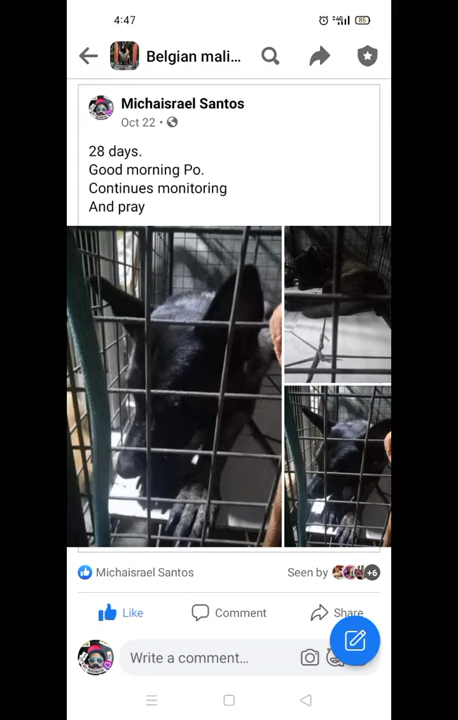 4:47
85
Belgian mali...
Michaisrael Santos
Oct 22 •
28 days.
Good morning Po.
Continues monitoring
And pray
Michaisrael Santos
Seen by
+6
Like
Comment
Share
Write a comment...